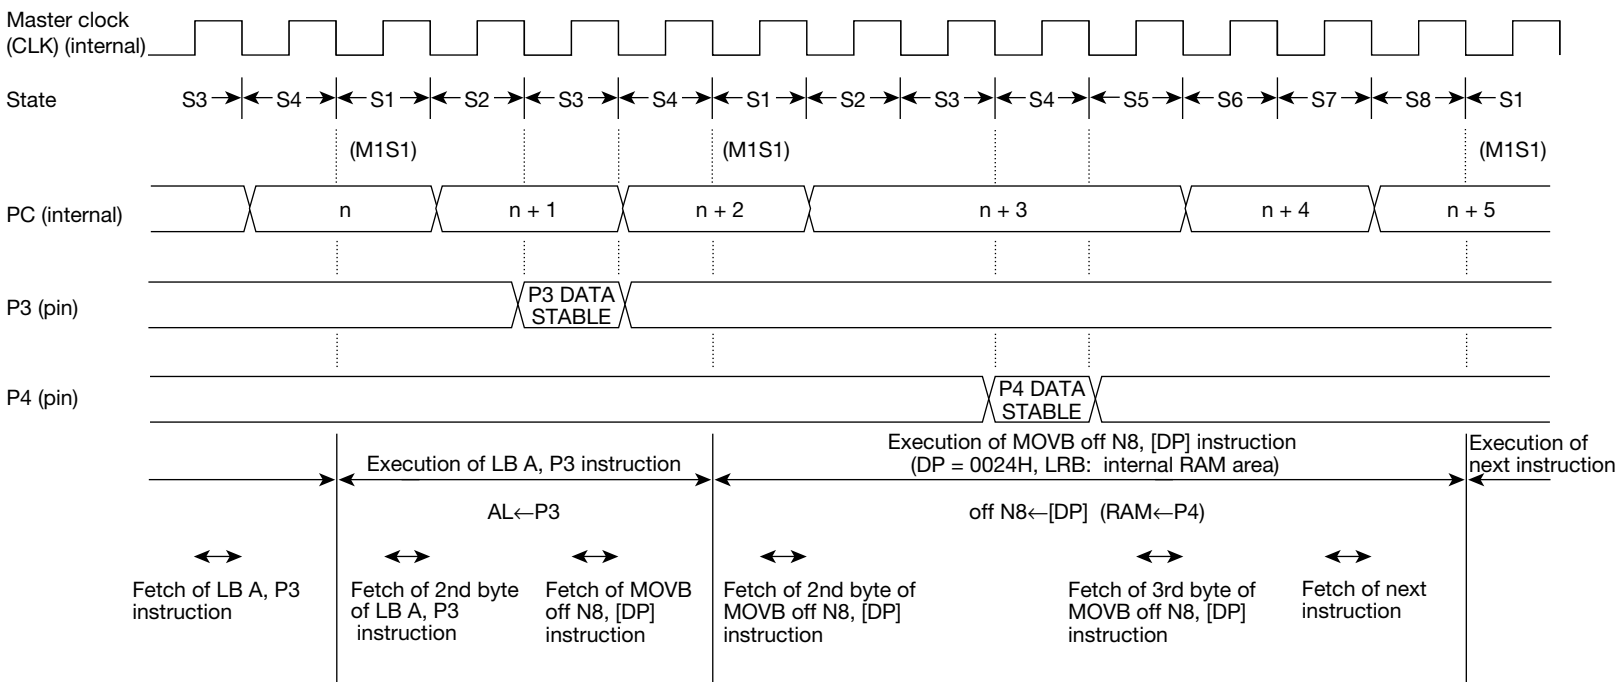 Master clock
(CLK) (internal)
State
S3 S4 S1 S2 S3 S4 S1 S2 S3 S4 S5 S6 S7 S8 S1
(M1S1) (M1S1) (M1S1)
PC (internal)
n n + 1 n + 2 n + 3 n + 4 n + 5
P3 (pin)
P3 DATA
STABLE
P4 (pin)
P4 DATA
STABLE
Execution of LB A, P3 instruction
Execution of MOVB off N8, [DP] instruction
(DP = 0024H, LRB: internal RAM area)
Execution of
next instruction
AL←P3
off N8←[DP] (RAM←P4)
Fetch of LB A, P3
instruction
Fetch of 2nd byte
of LB A, P3
instruction
Fetch of MOVB
off N8, [DP]
instruction
Fetch of 2nd byte of
MOVB off N8, [DP]
instruction
Fetch of 3rd byte of
MOVB off N8, [DP]
instruction
Fetch of next
instruction